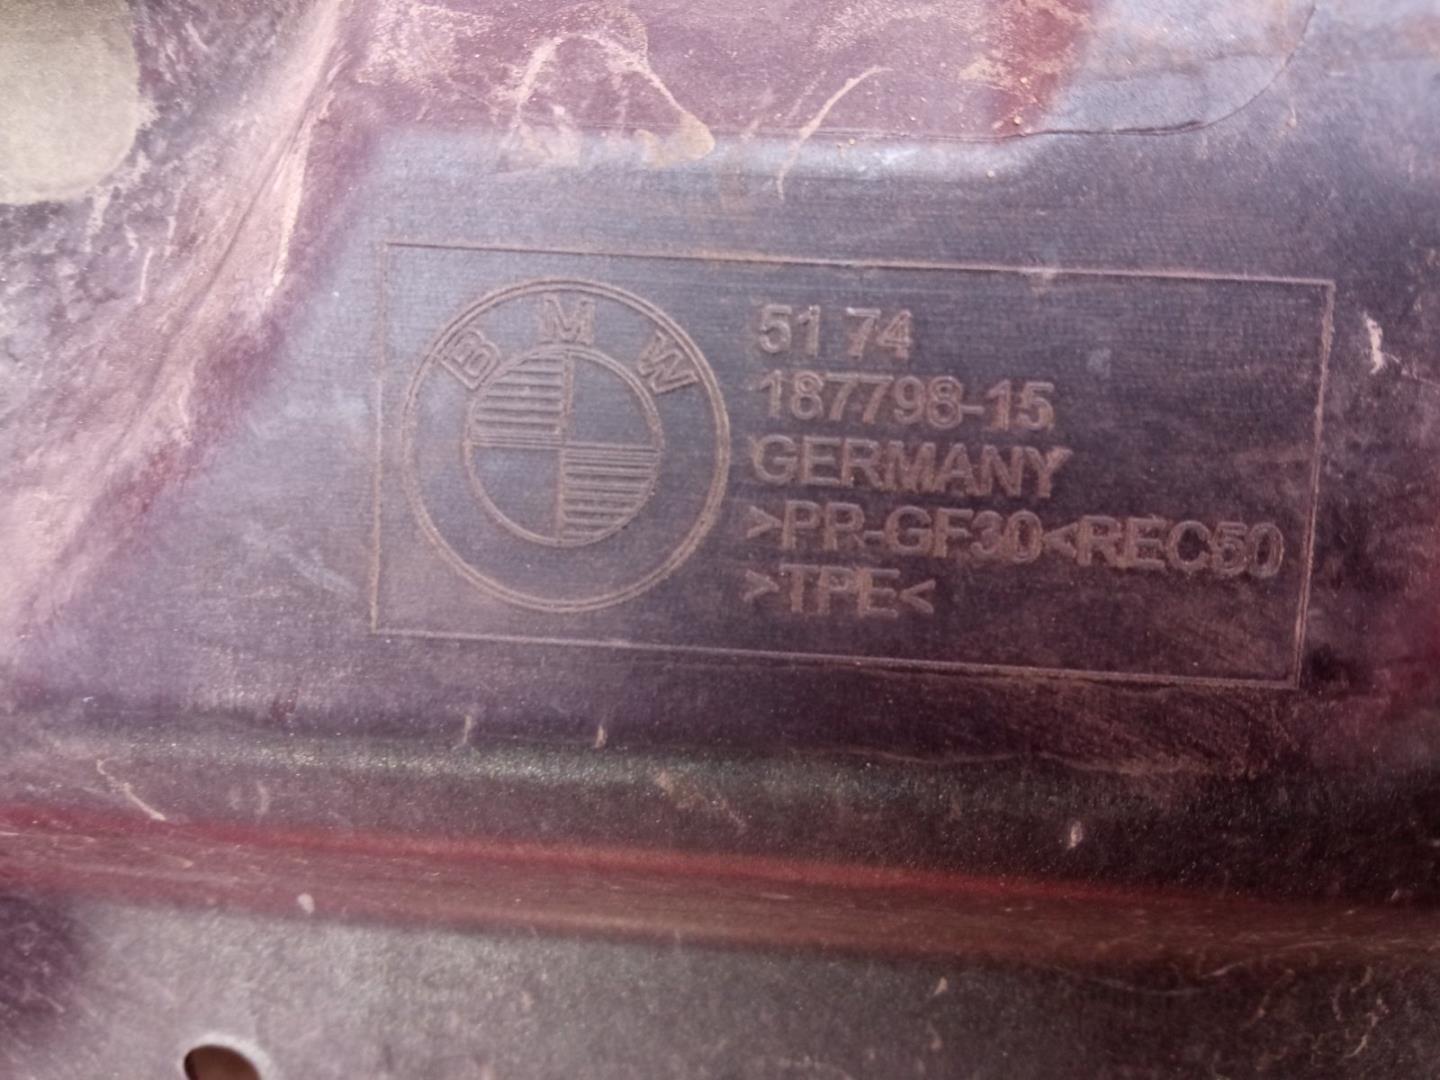 BMW
51 74
187798-15
GERMANY
>PP-GF30<REC50
>TPE<